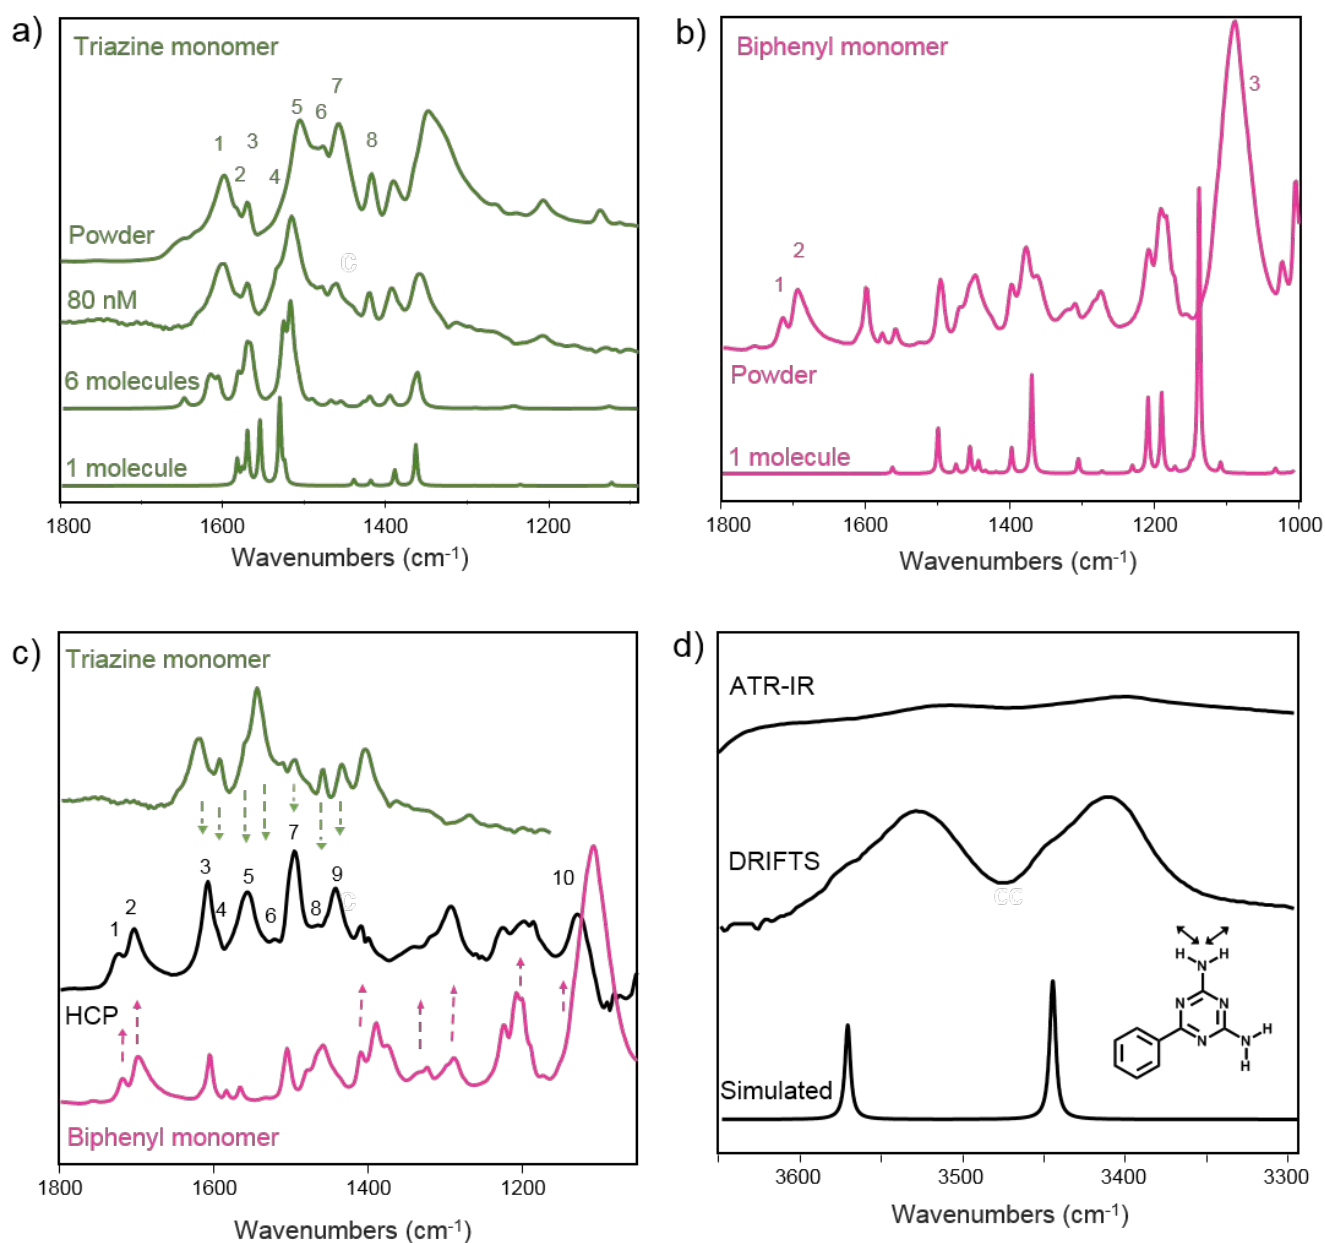 a)
Triazine monomer
1
2
3
4
5
6
7
8
Powder
80 nM
C
6 molecules
1 molecule
1800
1600
1400
1200
Wavenumbers (cm⁻¹)
b)
Biphenyl monomer
1
2
3
Powder
1 molecule
1800
1600
1400
1200
1000
Wavenumbers (cm⁻¹)
c)
Triazine monomer
1
2
3
4
5
6
7
8
9
10
C
HCP
Biphenyl monomer
1800
1600
1400
1200
Wavenumbers (cm⁻¹)
d)
ATR-IR
DRIFTS
CC
H N H
N N
N N H
H
Simulated
3600
3500
3400
3300
Wavenumbers (cm⁻¹)